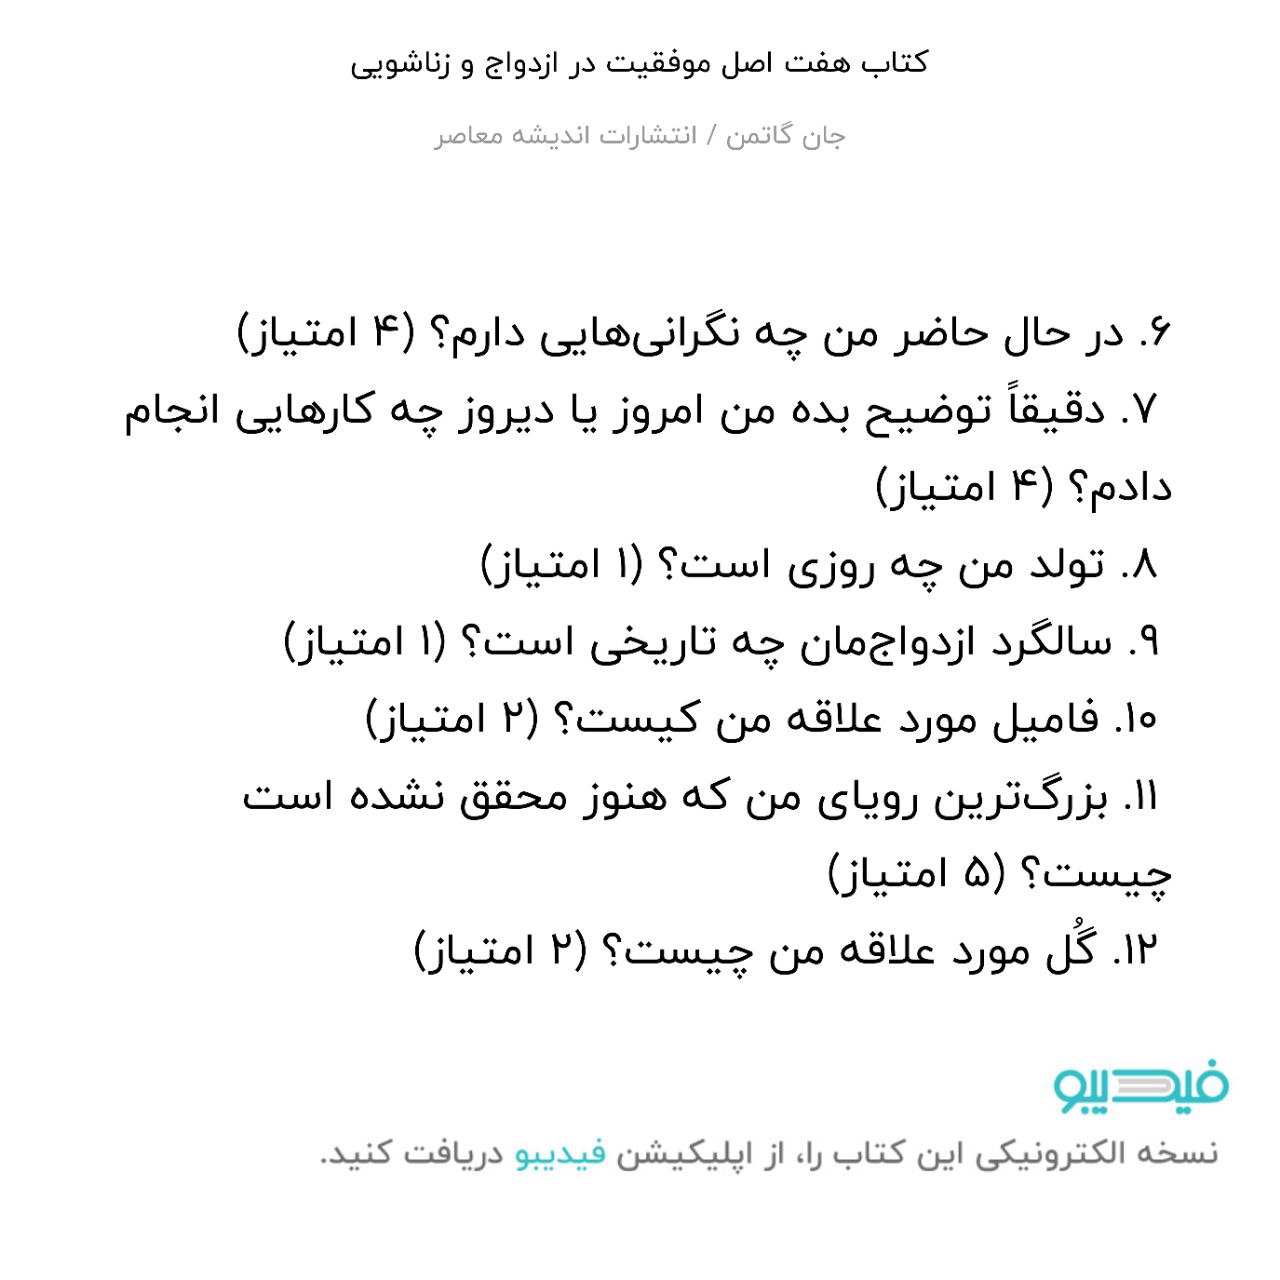 کتاب هفت اصل موفقیت در ازدواج و زناشویی
جان گاتمن / انتشارات اندیشه معاصر
۶. در حال حاضر من چه نگرانی‌هایی دارم؟ (۴ امتیاز)
۷. دقیقاً توضیح بده من امروز یا دیروز چه کارهایی انجام
دادم؟ (۴ امتیاز)
۸. تولد من چه روزی است؟ (۱ امتیاز)
۹. سالگرد ازدواج‌مان چه تاریخی است؟ (۱ امتیاز)
۱۰. فامیل مورد علاقه من کیست؟ (۲ امتیاز)
۱۱. بزرگ‌ترین رویای من که هنوز محقق نشده است
چیست؟ (۵ امتیاز)
۱۲. گُل مورد علاقه من چیست؟ (۲ امتیاز)
فیدیبو
نسخه الکترونیکی این کتاب را، از اپلیکیشن فیدیبو دریافت کنید.